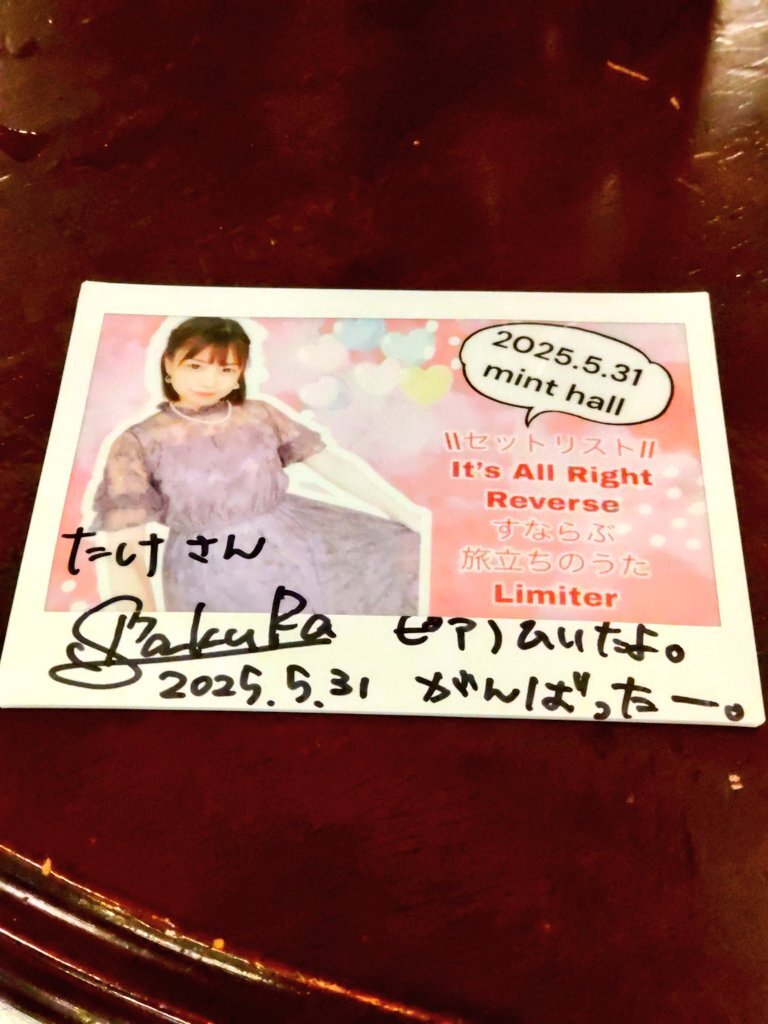 2025.5.31
mint hall
\\セットリスト//
It's All Right
Reverse
すならぶ
旅立ちのうた
Limiter
たけさん
SakuRa
ピアノひいたよ。
2025.5.31
がんばったー。